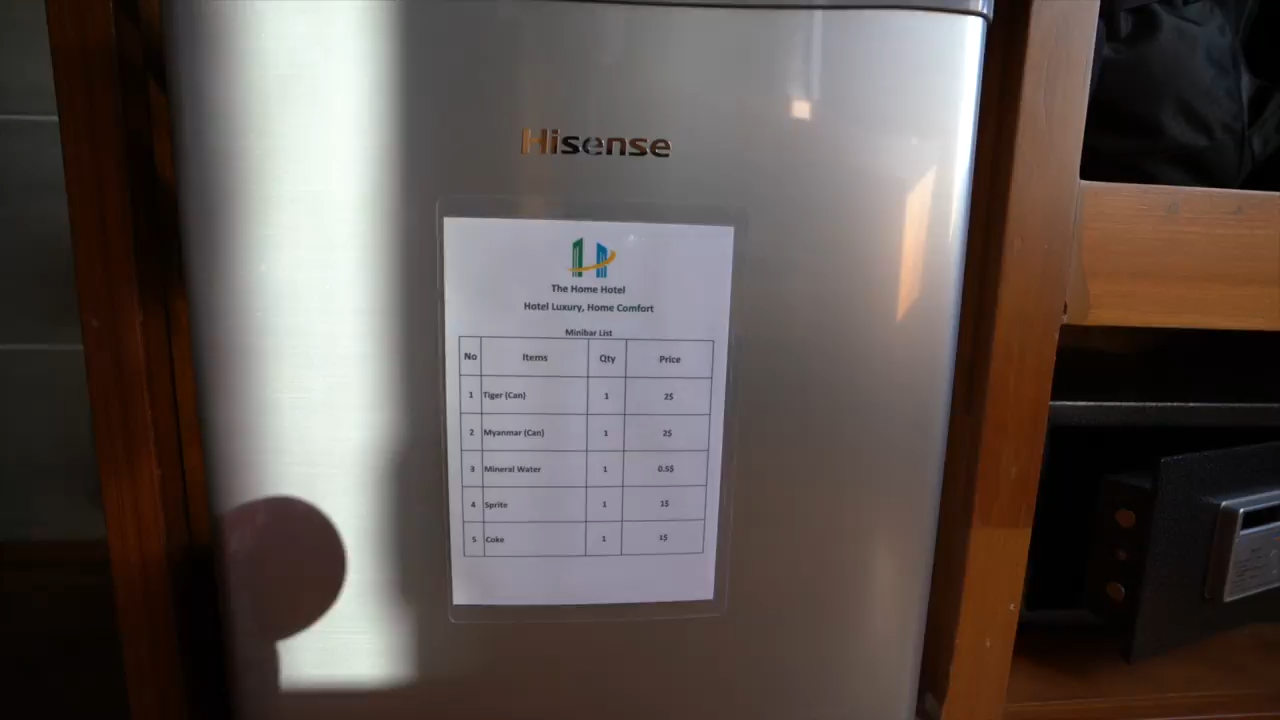 Hisense
The Home Hotel
Hotel Luxury, Home Comfort
Minibar List
No Items Qty Price
1 Tiger (Can) 1 2$
2 Myanmar (Can) 1 2$
3 Mineral Water 1 0.5$
4 Sprite 1 1$
5 Coke 1 1$